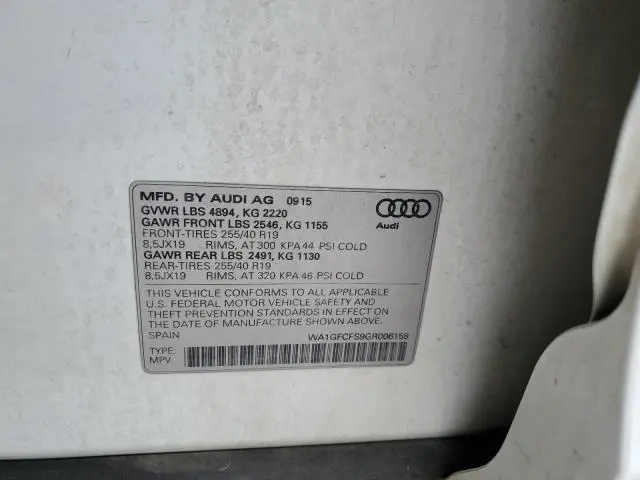 MFD. BY AUDI AG 0915
GVWR LBS 4894, KG 2220
GAWR FRONT LBS 2546, KG 1155
FRONT-TIRES 255/40 R19
8,5JX19 RIMS, AT 300 KPA 44 PSI COLD
GAWR REAR LBS 2491, KG 1130
REAR-TIRES 255/40 R19
8,5JX19 RIMS, AT 320 KPA 46 PSI COLD
Audi
THIS VEHICLE CONFORMS TO ALL APPLICABLE
U.S. FEDERAL MOTOR VEHICLE SAFETY AND
THEFT PREVENTION STANDARDS IN EFFECT ON
THE DATE OF MANUFACTURE SHOWN ABOVE.
SPAIN WA1GFCFS9GR006159
TYPE:
MPV